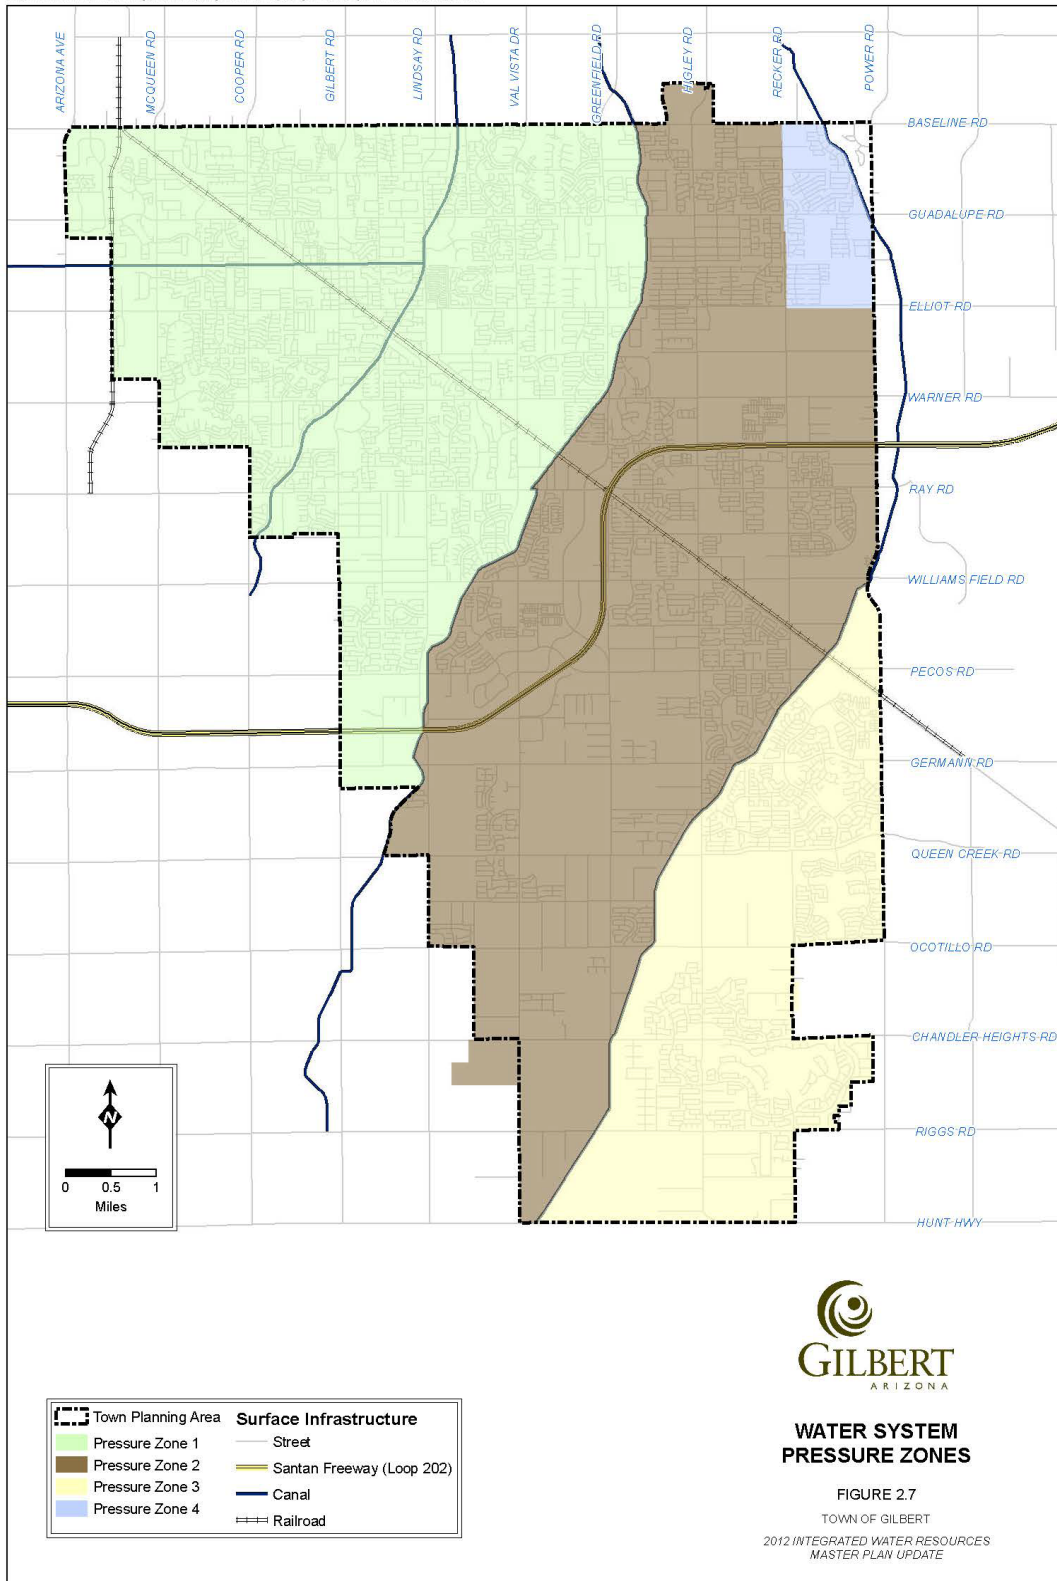 ARIZONA AVE
MCQUEEN RD
COOPER RD
GILBERT RD
LINDSAY RD
VAL VISTA DR
GREENFIELD RD
HIGLEY RD
RECKER RD
POWER RD
BASELINE RD
GUADALUPE RD
ELLIOT RD
WARNER RD
RAY RD
WILLIAMS FIELD RD
PECOS RD
GERMANN RD
QUEEN CREEK RD
OCOTILLO RD
CHANDLER HEIGHTS RD
RIGGS RD
HUNT HWY
N
0 0.5 1
Miles
GILBERT
ARIZONA
WATER SYSTEM
PRESSURE ZONES
FIGURE 2.7
TOWN OF GILBERT
2012 INTEGRATED WATER RESOURCES
MASTER PLAN UPDATE
Town Planning Area
Pressure Zone 1
Pressure Zone 2
Pressure Zone 3
Pressure Zone 4
Surface Infrastructure
Street
Santan Freeway (Loop 202)
Canal
Railroad